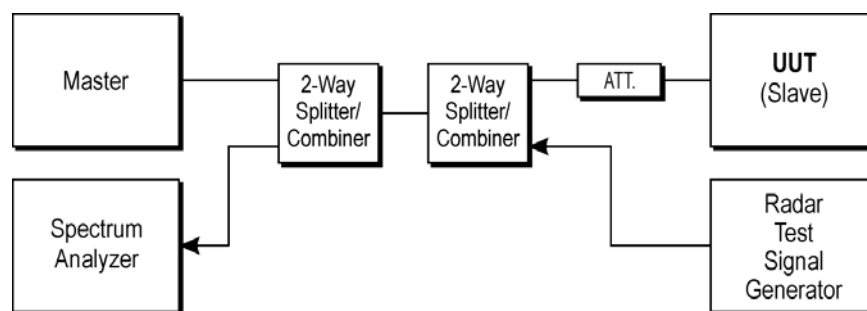 Master
2-Way
Splitter/
Combiner
2-Way
Splitter/
Combiner
ATT.
UUT
(Slave)
Spectrum
Analyzer
Radar
Test
Signal
Generator